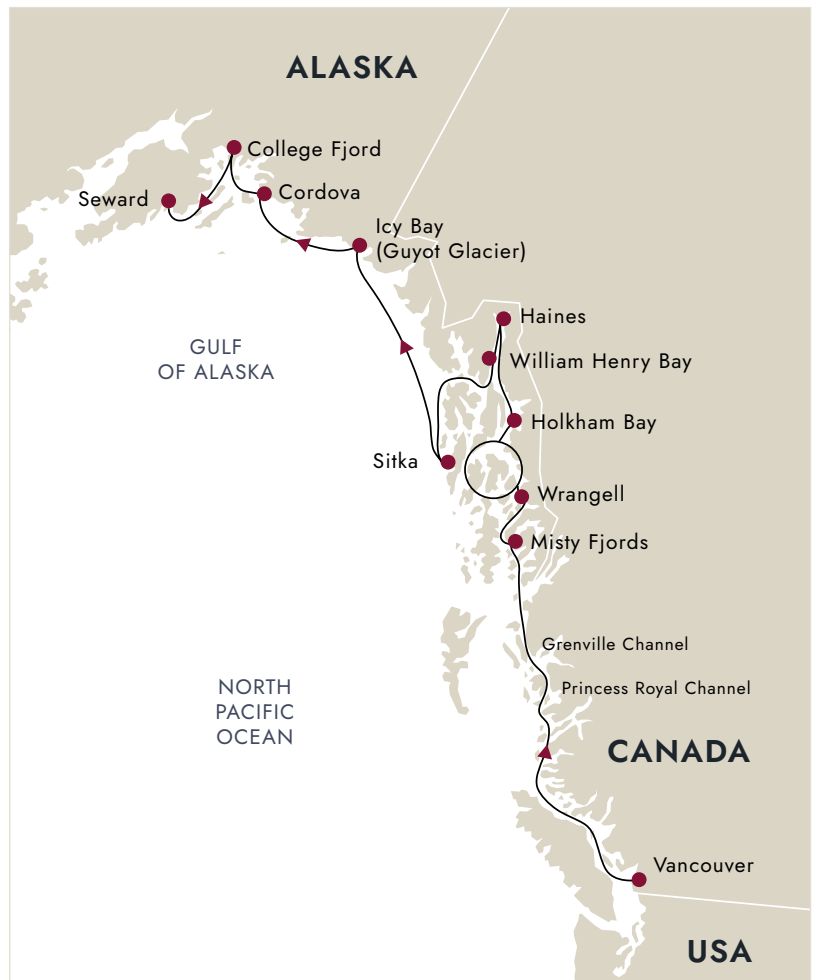 ALASKA
College Fjord
Seward
Cordova
Icy Bay
(Guyot Glacier)
Haines
GULF
OF ALASKA
William Henry Bay
Holkham Bay
Sitka
Wrangell
Misty Fjords
Grenville Channel
Princess Royal Channel
NORTH
PACIFIC
OCEAN
CANADA
Vancouver
USA